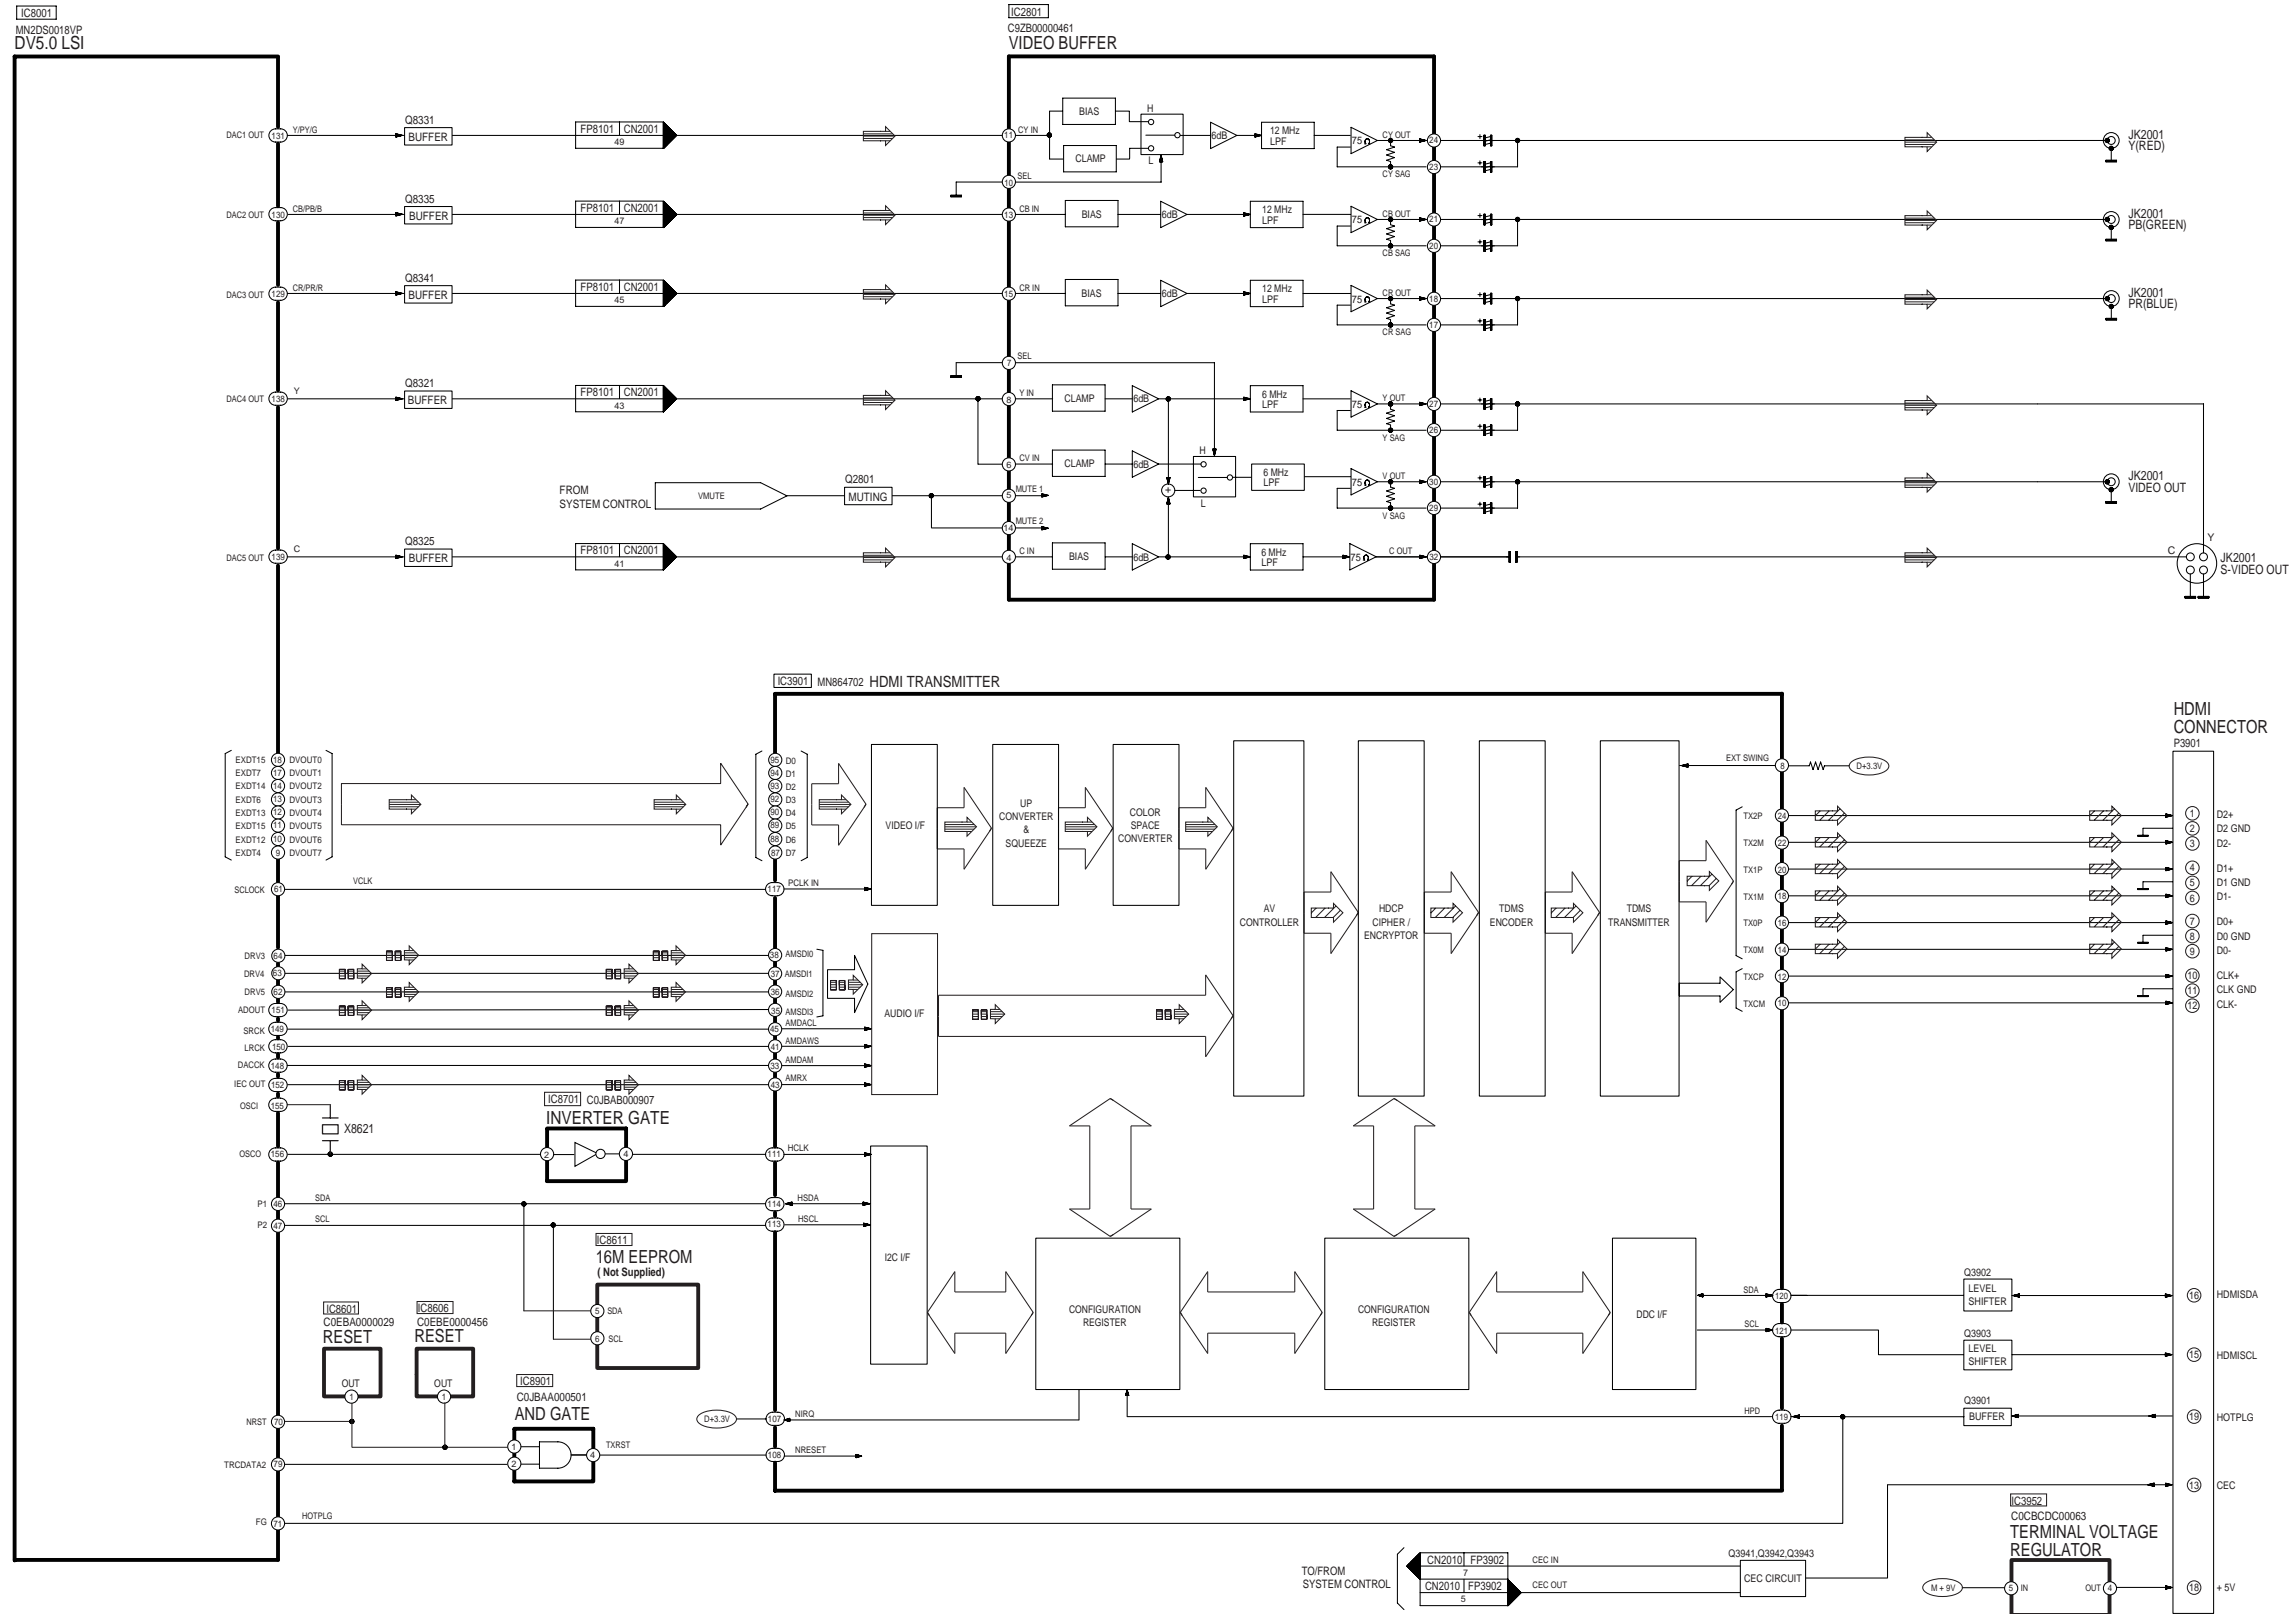 IC8001
MN2DS0018VP
DV5.0 LSI
IC2801
C9ZB00000461
VIDEO BUFFER
DAC1 OUT 131 Y/PY/G
Q8331
BUFFER
FP8101 CN2001
49
11 CY IN
BIAS
CLAMP
H
L
6dB
12 MHz
LPF
75Ω
CY OUT 24
23
CY SAG
JK2001
Y(RED)
10 SEL
DAC2 OUT 130 CB/PB/B
Q8335
BUFFER
FP8101 CN2001
47
13 CB IN
BIAS
6dB
12 MHz
LPF
75Ω
CB OUT 21
20
CB SAG
JK2001
PB(GREEN)
DAC3 OUT 129 CR/PR/R
Q8341
BUFFER
FP8101 CN2001
45
15 CR IN
BIAS
6dB
12 MHz
LPF
75Ω
CR OUT 18
17
CR SAG
JK2001
PR(BLUE)
7 SEL
DAC4 OUT 138 Y
Q8321
BUFFER
FP8101 CN2001
43
8 Y IN
CLAMP
6dB
6 MHz
LPF
75Ω
Y OUT 27
26
Y SAG
6 CV IN
CLAMP
6dB
H
L
+
6 MHz
LPF
75Ω
V OUT 30
29
V SAG
JK2001
VIDEO OUT
FROM
SYSTEM CONTROL
VMUTE
Q2801
MUTING
5 MUTE 1
14 MUTE 2
DAC5 OUT 139 C
Q8325
BUFFER
FP8101 CN2001
41
4 C IN
BIAS
6dB
6 MHz
LPF
75Ω
C OUT 32
C
Y
JK2001
S-VIDEO OUT
IC3901 MN864702 HDMI TRANSMITTER
HDMI
CONNECTOR
P3901
EXDT15 18 DVOUT0
EXDT7 17 DVOUT1
EXDT14 14 DVOUT2
EXDT6 13 DVOUT3
EXDT13 12 DVOUT4
EXDT15 11 DVOUT5
EXDT12 10 DVOUT6
EXDT4 9 DVOUT7
95 D0
94 D1
93 D2
92 D3
90 D4
89 D5
88 D6
87 D7
VIDEO I/F
UP
CONVERTER
&
SQUEEZE
COLOR
SPACE
CONVERTER
AV
CONTROLLER
HDCP
CIPHER /
ENCRYPTOR
TDMS
ENCODER
TDMS
TRANSMITTER
EXT SWING 8
D+3.3V
TX2P 24
TX2M 22
TX1P 20
TX1M 18
TX0P 16
TX0M 14
TXCP 12
TXCM 10
1 D2+
2 D2 GND
3 D2-
4 D1+
5 D1 GND
6 D1-
7 D0+
8 D0 GND
9 D0-
10 CLK+
11 CLK GND
12 CLK-
SCLOCK 61 VCLK
117 PCLK IN
DRV3 64
38 AMSDI0
DRV4 63
37 AMSDI1
DRV5 62
36 AMSDI2
ADOUT 151
35 AMSDI3
SRCK 149
45 AMDACL
LRCK 150
41 AMDAWS
DACCK 148
33 AMDAM
IEC OUT 152
43 AMRX
AUDIO I/F
OSCI 155
X8621
IC8701 C0JBAB000907
INVERTER GATE
OSCO 156
2
4
111 HCLK
P1 46 SDA
114 HSDA
P2 47 SCL
113 HSCL
I2C I/F
IC8611
16M EEPROM
( Not Supplied)
5 SDA
6 SCL
CONFIGURATION
REGISTER
CONFIGURATION
REGISTER
DDC I/F
SDA 120
SCL 121
Q3902
LEVEL
SHIFTER
16 HDMISDA
Q3903
LEVEL
SHIFTER
15 HDMISCL
IC8601
C0EBA0000029
RESET
OUT
1
IC8606
C0EBE0000456
RESET
OUT
1
IC8901
C0JBAA000501
AND GATE
1
2
4
TXRST
NRST 70
TRCDATA2 79
D+3.3V
107 NIRQ
108 NRESET
HPD 119
Q3901
BUFFER
19 HOTPLG
FG 71 HOTPLG
13 CEC
IC3952
C0CBCDC00063
TERMINAL VOLTAGE
REGULATOR
M + 9V
5 IN
OUT 4
18 + 5V
TO/FROM
SYSTEM CONTROL
CN2010 FP3902
7
CEC IN
CN2010 FP3902
5
CEC OUT
Q3941,Q3942,Q3943
CEC CIRCUIT